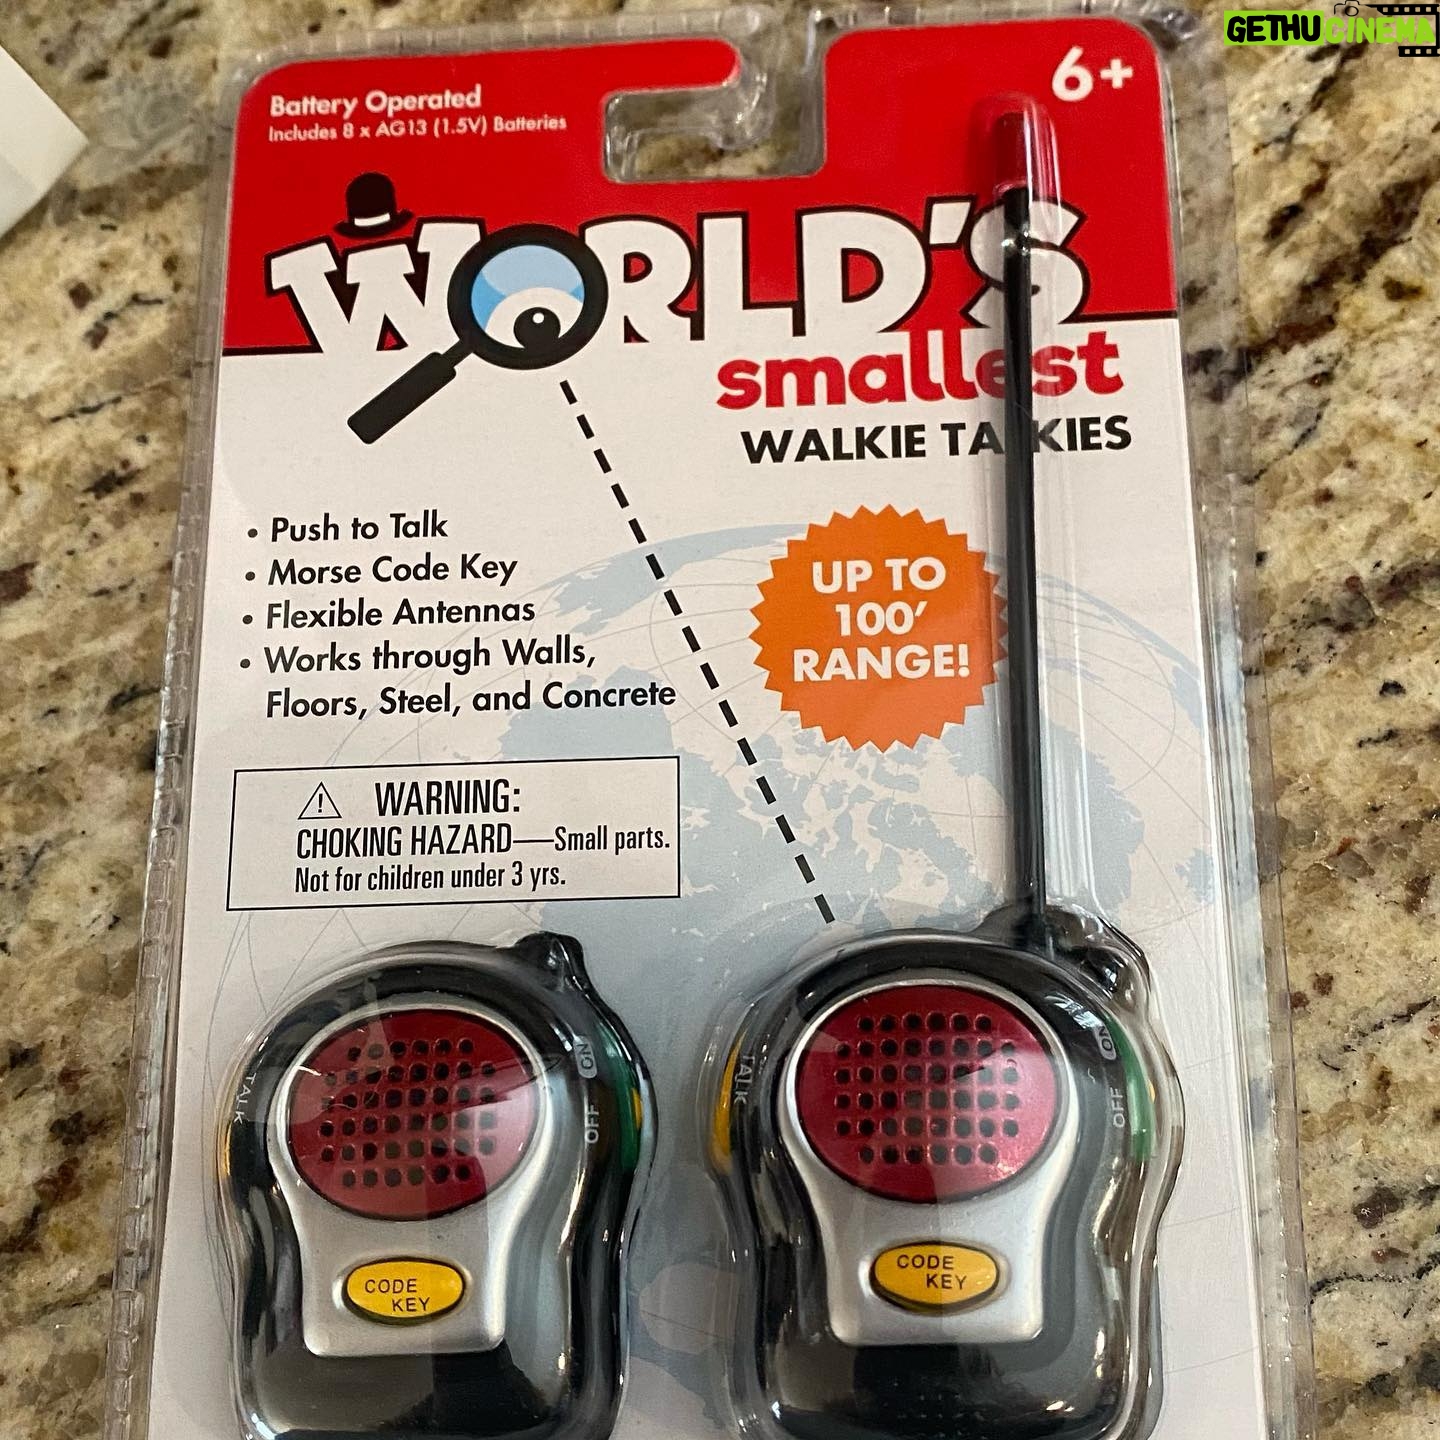 GETHUCINEMA
6+
Battery Operated
Includes 8 x AG13 (1.5V) Batteries
WORLD'S
smallest
WALKIE TALKIES
• Push to Talk
• Morse Code Key
• Flexible Antennas
• Works through Walls,
Floors, Steel, and Concrete
UP TO
100'
RANGE!
WARNING:
CHOKING HAZARD—Small parts.
Not for children under 3 yrs.
TALK
ON
OFF
CODE
KEY
TALK
ON
OFF
CODE
KEY